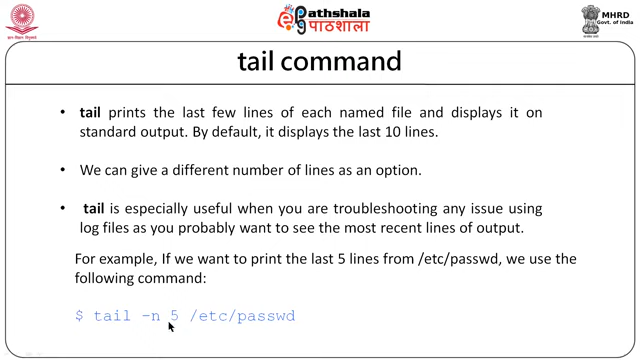 Pathshala
पाठशाला
MHRD
Govt. of India
tail command
• tail prints the last few lines of each named file and displays it on
standard output. By default, it displays the last 10 lines.
• We can give a different number of lines as an option.
• tail is especially useful when you are troubleshooting any issue using
log files as you probably want to see the most recent lines of output.
For example, If we want to print the last 5 lines from /etc/passwd, we use the
following command:
$ tail -n 5 /etc/passwd